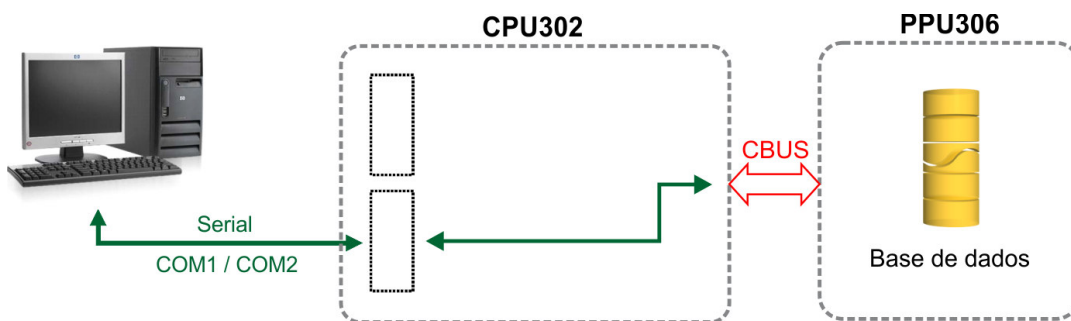 CPU302
PPU306
CBUS
Serial
COM1 / COM2
Base de dados